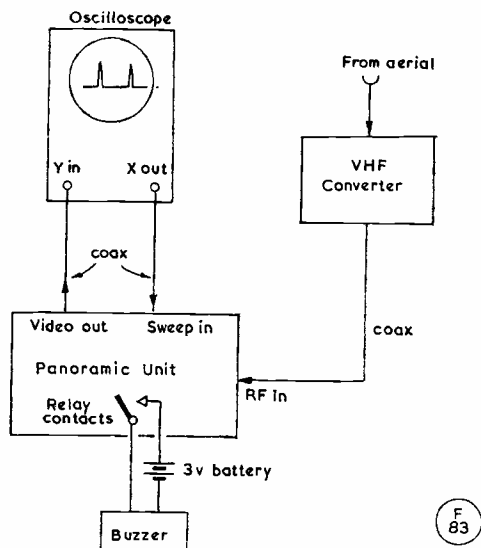 Oscilloscope
Y in
X out
From aerial
VHF
Converter
coax
coax
Video out
Sweep in
Panoramic Unit
RF In
Relay
contacts
3v battery
Buzzer
F
83